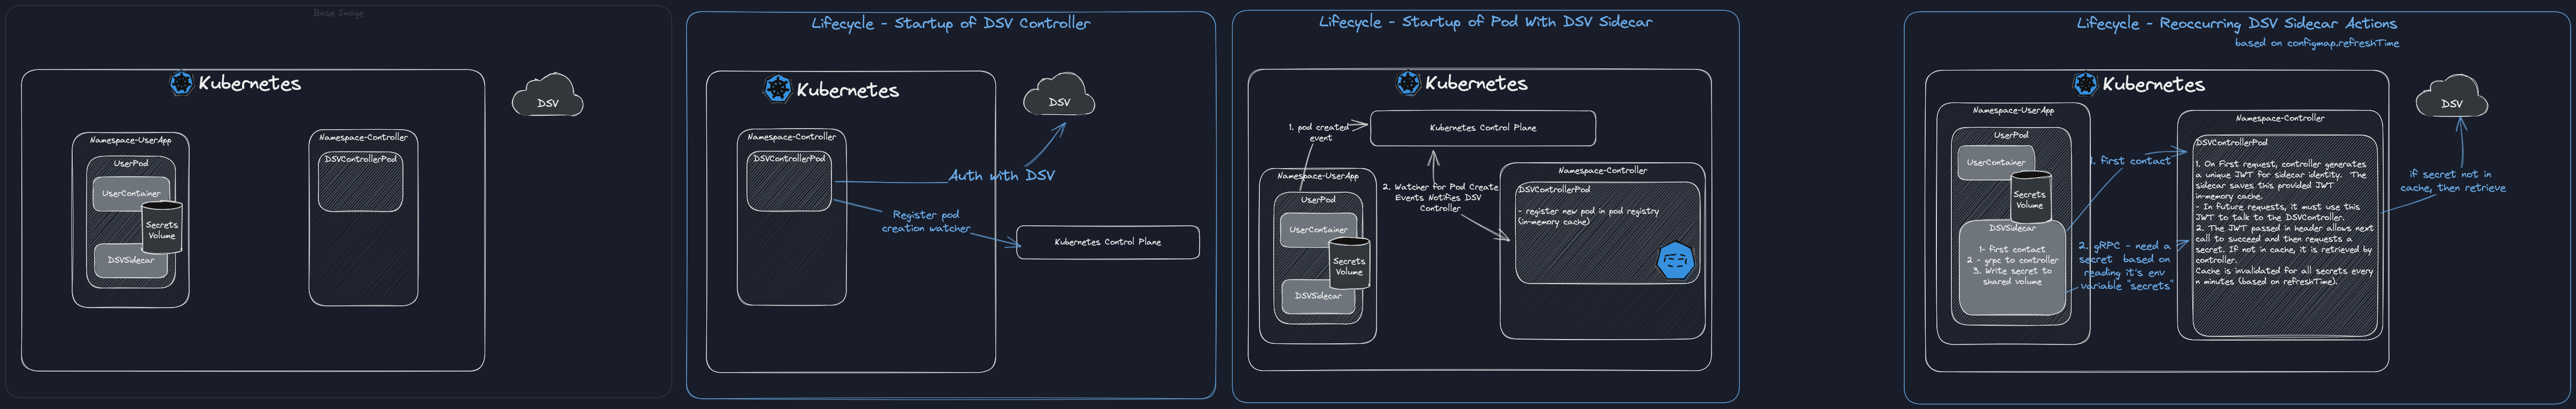 Base Image
Kubernetes
DSV
Namespace-UserApp
UserPod
UserContainer
Secrets
Volume
DSVSidecar
Namespace-Controller
DSVControllerPod
Lifecycle - Startup of DSV Controller
Kubernetes
DSV
Namespace-Controller
DSVControllerPod
Auth with DSV
Register pod
creation watcher
Kubernetes Control Plane
Lifecycle - Startup of Pod With DSV Sidecar
Kubernetes
1. pod created
event
Kubernetes Control Plane
Namespace-UserApp
UserPod
UserContainer
Secrets
Volume
DSVSidecar
2. Watcher for Pod Create
Events Notifies DSV
Controller
Namespace-Controller
DSVControllerPod
- register new pod in pod registry
(in-memory cache)
Lifecycle - Reoccurring DSV Sidecar Actions
based on configmap.refreshTime
Kubernetes
DSV
Namespace-UserApp
UserPod
UserContainer
Secrets
Volume
DSVSidecar
1- first contact
2 - grpc to controller
3. Write secret to
shared volume
1. first contact
2. gRPC - need a
secret based on
reading it's env
variable "secrets"
Namespace-Controller
DSVControllerPod
1. On First request, controller generates
a unique JWT for sidecar identity. The
sidecar saves this provided JWT
in-memory cache.
- In future requests, it must use this
JWT to talk to the DSVController.
2. The JWT passed in header allows next
call to succeed and then requests a
secret. If not in cache, it is retrieved by
controller.
Cache is invalidated for all secrets every
n minutes (based on refreshTime).
if secret not in
cache, then retrieve